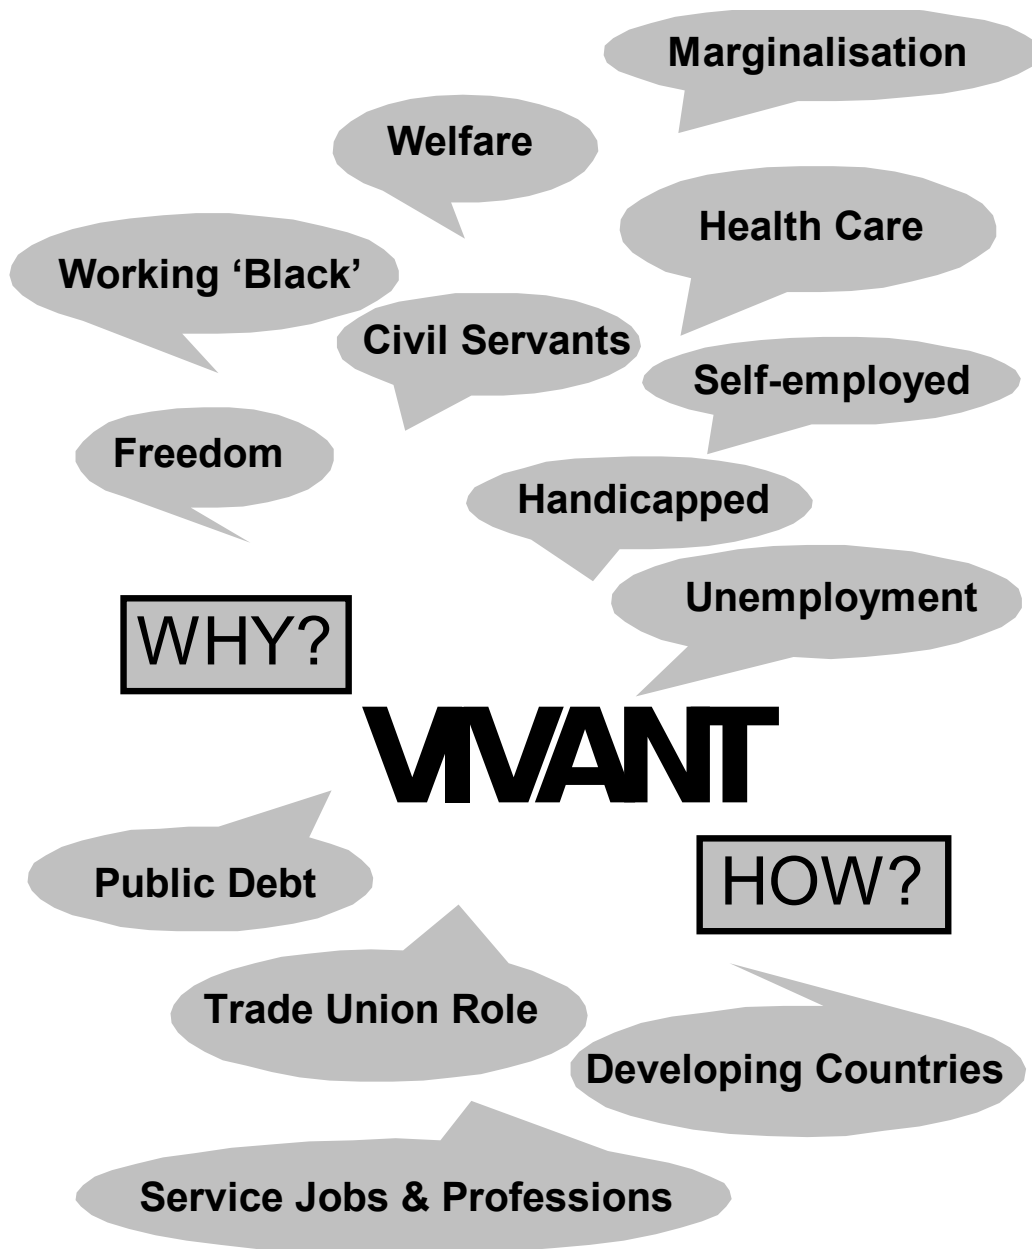 Marginalisation
Welfare
Health Care
Working ‘Black’
Civil Servants
Self-employed
Freedom
Handicapped
Unemployment
WHY?
VIVANT
HOW?
Public Debt
Trade Union Role
Developing Countries
Service Jobs & Professions